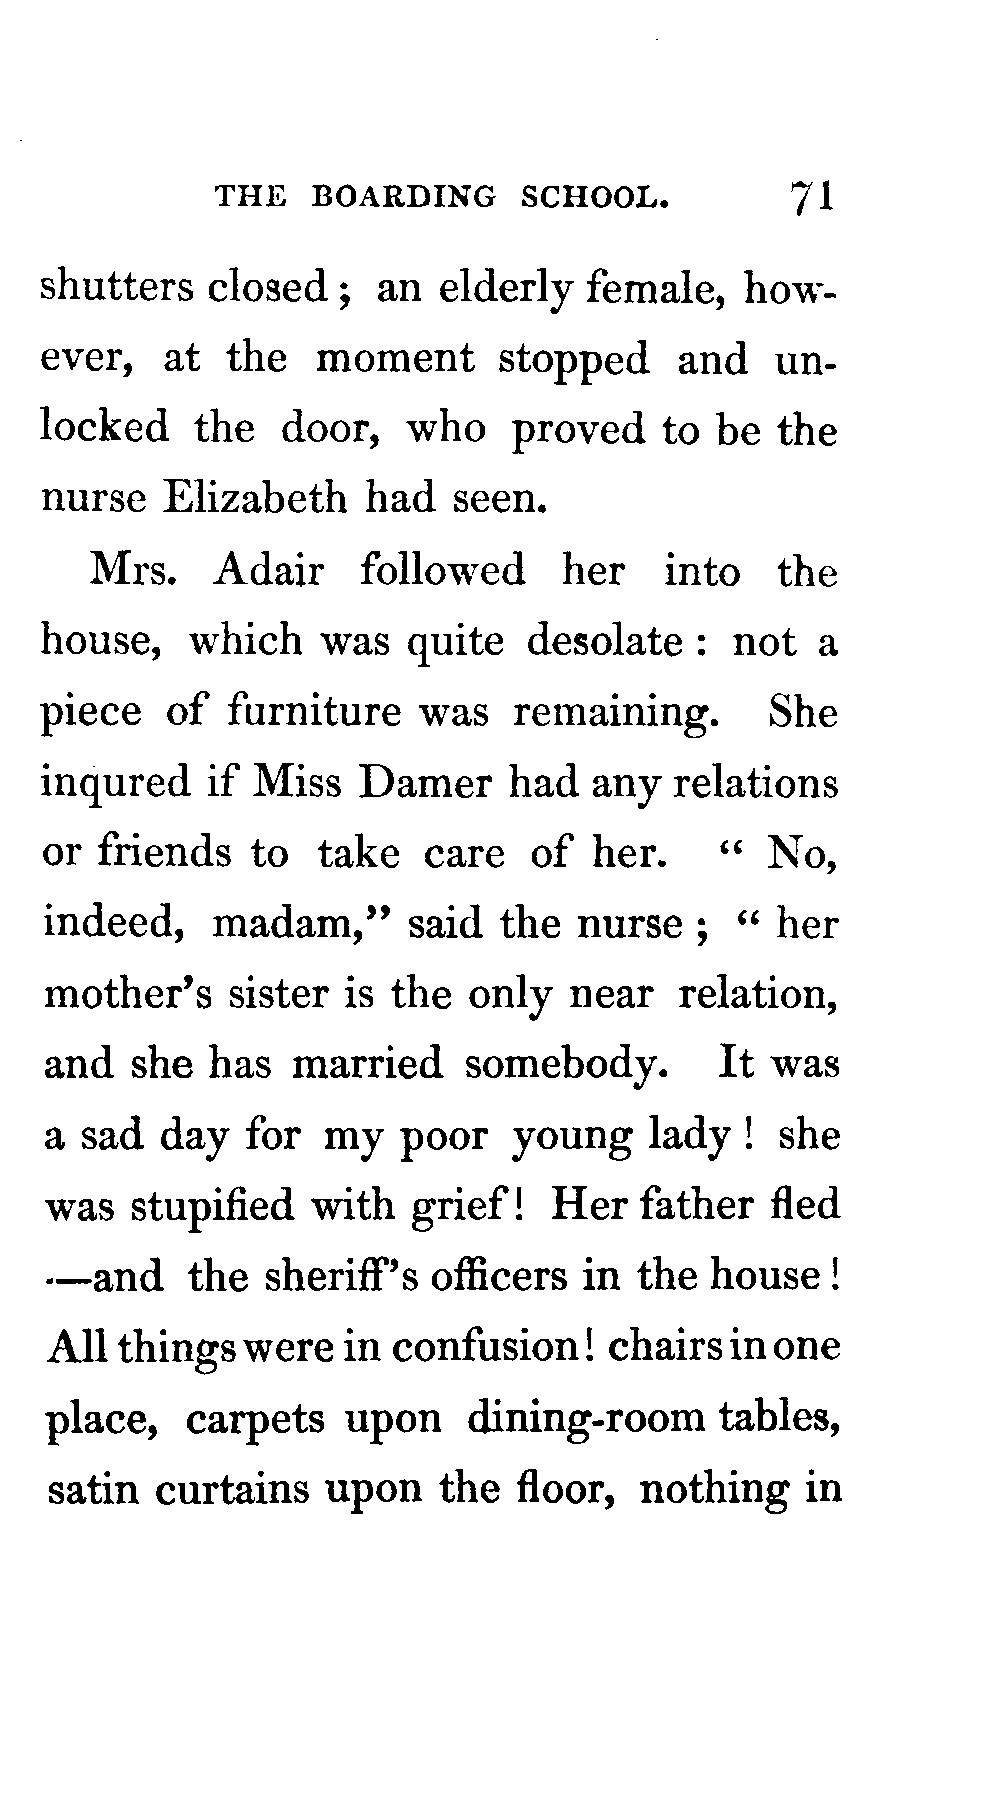 THE BOARDING SCHOOL. 71
shutters closed ; an elderly female, how-
ever, at the moment stopped and un-
locked the door, who proved to be the
nurse Elizabeth had seen.
Mrs. Adair followed her into the
house, which was quite desolate : not a
piece of furniture was remaining. She
inqured if Miss Damer had any relations
or friends to take care of her. “ No,
indeed, madam,” said the nurse ; “ her
mother’s sister is the only near relation,
and she has married somebody. It was
a sad day for my poor young lady ! she
was stupified with grief! Her father fled
—and the sheriff’s officers in the house !
All things were in confusion! chairs in one
place, carpets upon dining-room tables,
satin curtains upon the floor, nothing in